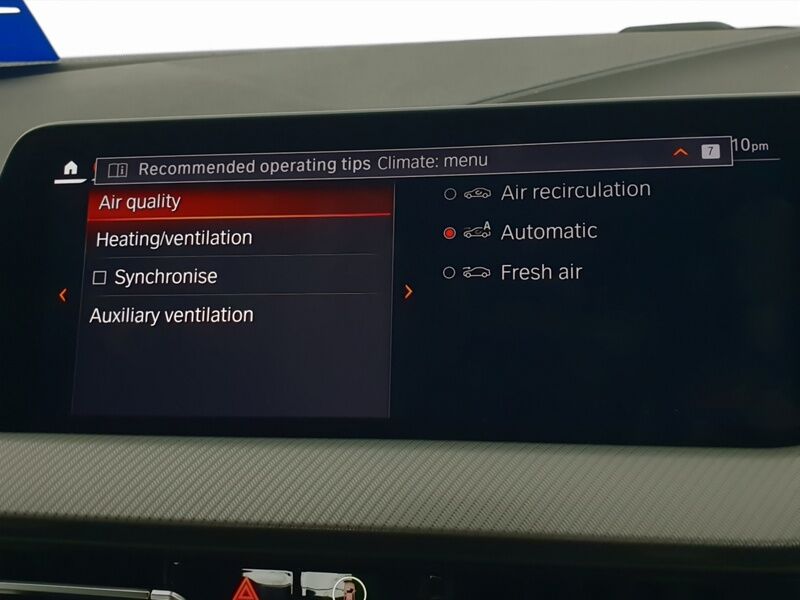 Recommended operating tips Climate: menu
7
10pm
Air quality
Heating/ventilation
Synchronise
Auxiliary ventilation
Air recirculation
A Automatic
Fresh air